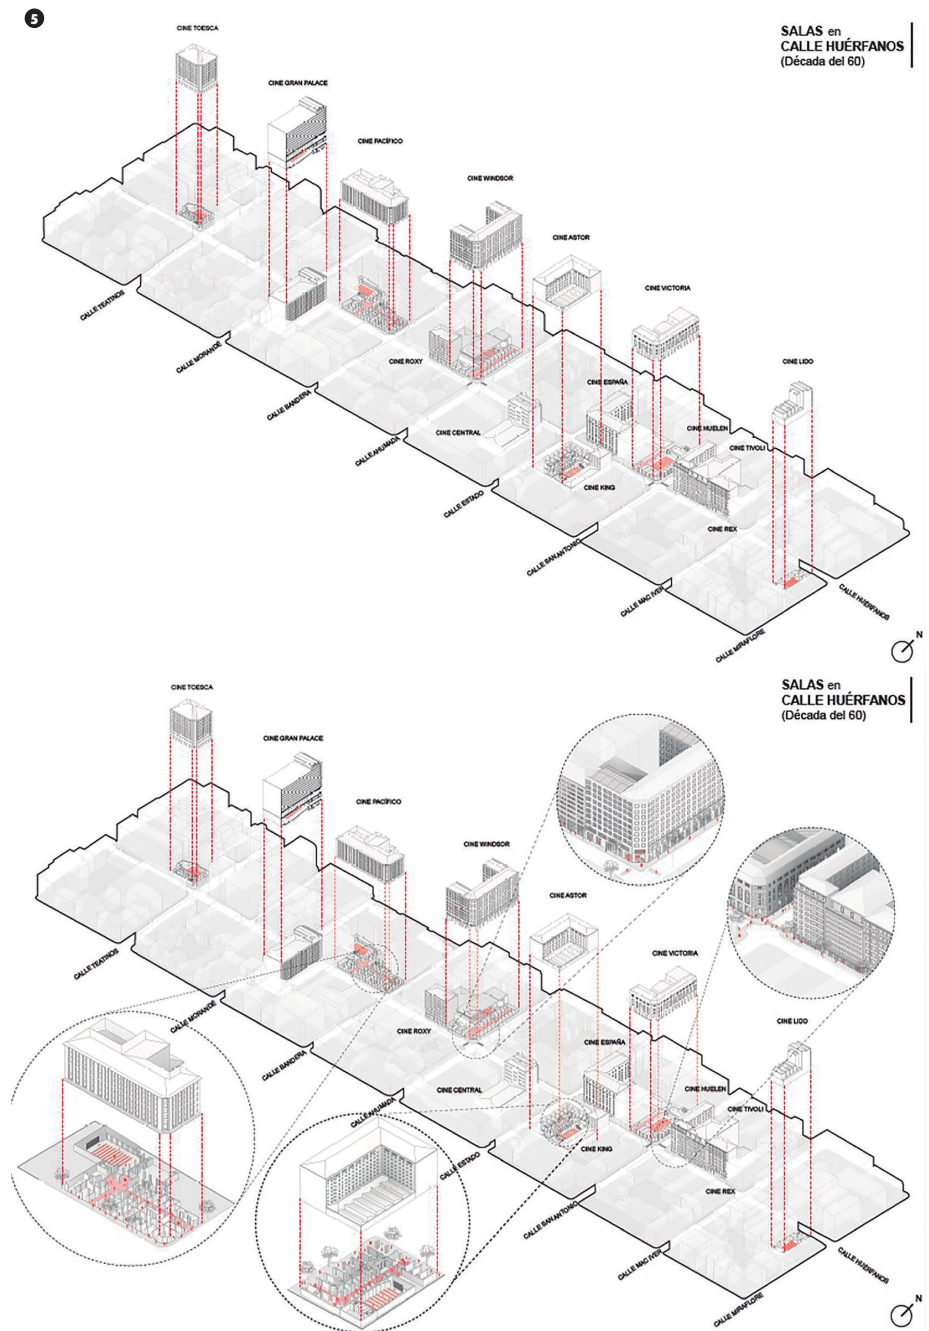 5
SALAS en
CALLE HUÉRFANOS
(Década del 60)
CINE TOESCA
CINE GRAN PALACE
CINE PACÍFICO
CINE WINDSOR
CINE ASTOR
CINE VICTORIA
CINE LIDO
CINE ROXY
CINE ESPAÑA
CINE CENTRAL
CINE HUELEN
CINE TIVOLI
CINE KING
CINE REX
CALLE TEATINOS
CALLE MORANDÉ
CALLE BANDERA
CALLE AHUMADA
CALLE ESTADO
CALLE SAN ANTONIO
CALLE MAC IVER
CALLE MIRAFLORE
CALLE HUÉRFANOS
N
SALAS en
CALLE HUÉRFANOS
(Década del 60)
CINE TOESCA
CINE GRAN PALACE
CINE PACÍFICO
CINE WINDSOR
CINE ASTOR
CINE VICTORIA
CINE LIDO
CINE ROXY
CINE ESPAÑA
CINE CENTRAL
CINE HUELEN
CINE TIVOLI
CINE KING
CINE REX
CALLE TEATINOS
CALLE MORANDÉ
CALLE BANDERA
CALLE AHUMADA
CALLE ESTADO
CALLE SAN ANTONIO
CALLE MAC IVER
CALLE MIRAFLORE
CALLE HUÉRFANOS
N